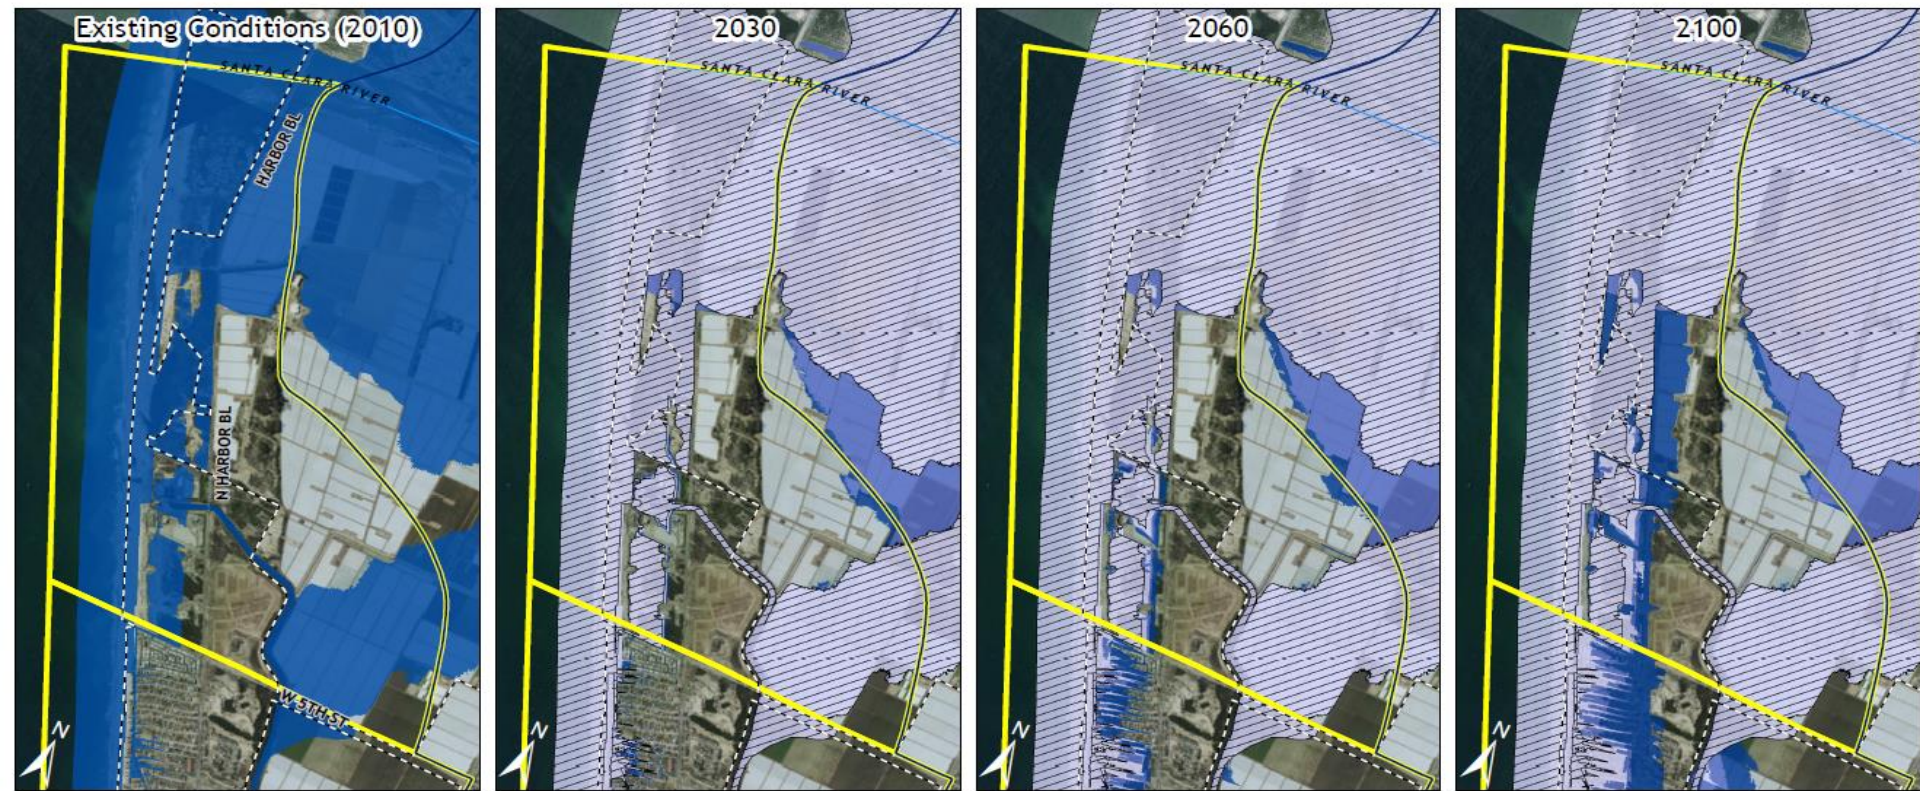 Existing Conditions (2010)
SANTA CLARA RIVER
HARBOR BL
N HARBOR BL
W 5TH ST
N
2030
SANTA CLARA RIVER
N
2060
SANTA CLARA RIVER
N
2100
SANTA CLARA RIVER
N